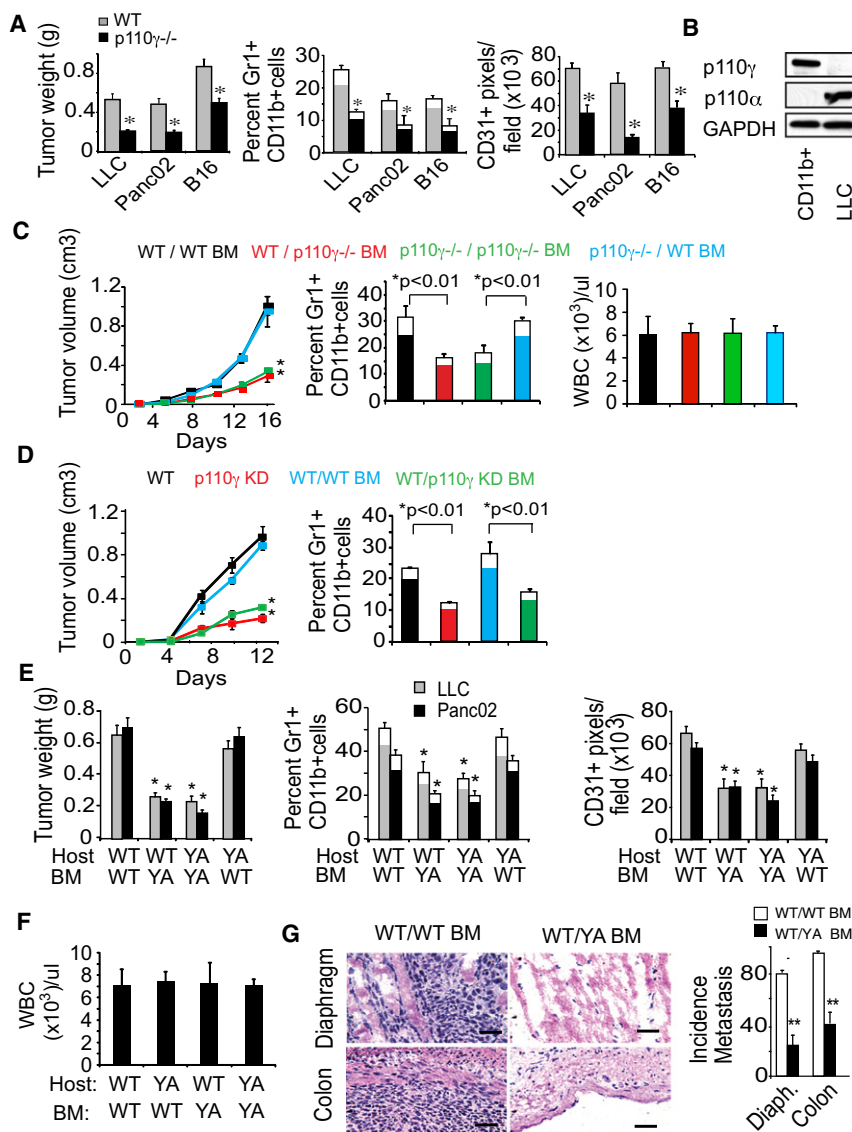 A
WT
p110γ-/-
Tumor weight (g)
0.8
0.4
0
*
*
*
LLC
Panc02
B16
Percent Gr1+
CD11b+cells
30
20
10
0
*
*
*
LLC
Panc02
B16
CD31+ pixels/
field (x103)
80
60
40
20
0
*
*
*
LLC
Panc02
B16
B
p110γ
p110α
GAPDH
CD11b+
LLC
C
WT / WT BM
WT / p110γ-/- BM
p110γ-/- / p110γ-/- BM
p110γ-/- / WT BM
Tumor volume (cm3)
1.2
0.8
0.4
0
0 4 8 12 16
Days
*
*
Percent Gr1+
CD11b+cells
40
30
20
10
0
*p<0.01
*p<0.01
WBC (x10³)/ul
9
6
3
0
D
WT
p110γ KD
WT/WT BM
WT/p110γ KD BM
Tumor volume (cm3)
1.2
0.8
0.4
0
0 4 8 12
Days
*
*
Percent Gr1+
CD11b+cells
40
30
20
10
0
*p<0.01
*p<0.01
E
Tumor weight (g)
0.8
0.6
0.4
0.2
0
* *
* *
Host WT WT YA YA
BM WT YA YA WT
LLC
Panc02
Percent Gr1+
CD11b+cells
60
40
20
0
* *
* *
Host WT WT YA YA
BM WT YA YA WT
CD31+ pixels/
field (x103)
80
60
40
20
0
* *
* *
Host WT WT YA YA
BM WT YA YA WT
F
WBC
(x10³)/ul
9
6
3
0
Host: WT YA WT YA
BM: WT WT YA YA
G
WT/WT BM
WT/YA BM
Diaphragm
Colon
WT/WT BM
WT/YA BM
Incidence
Metastasis
80
40
0
**
**
Diaph.
Colon